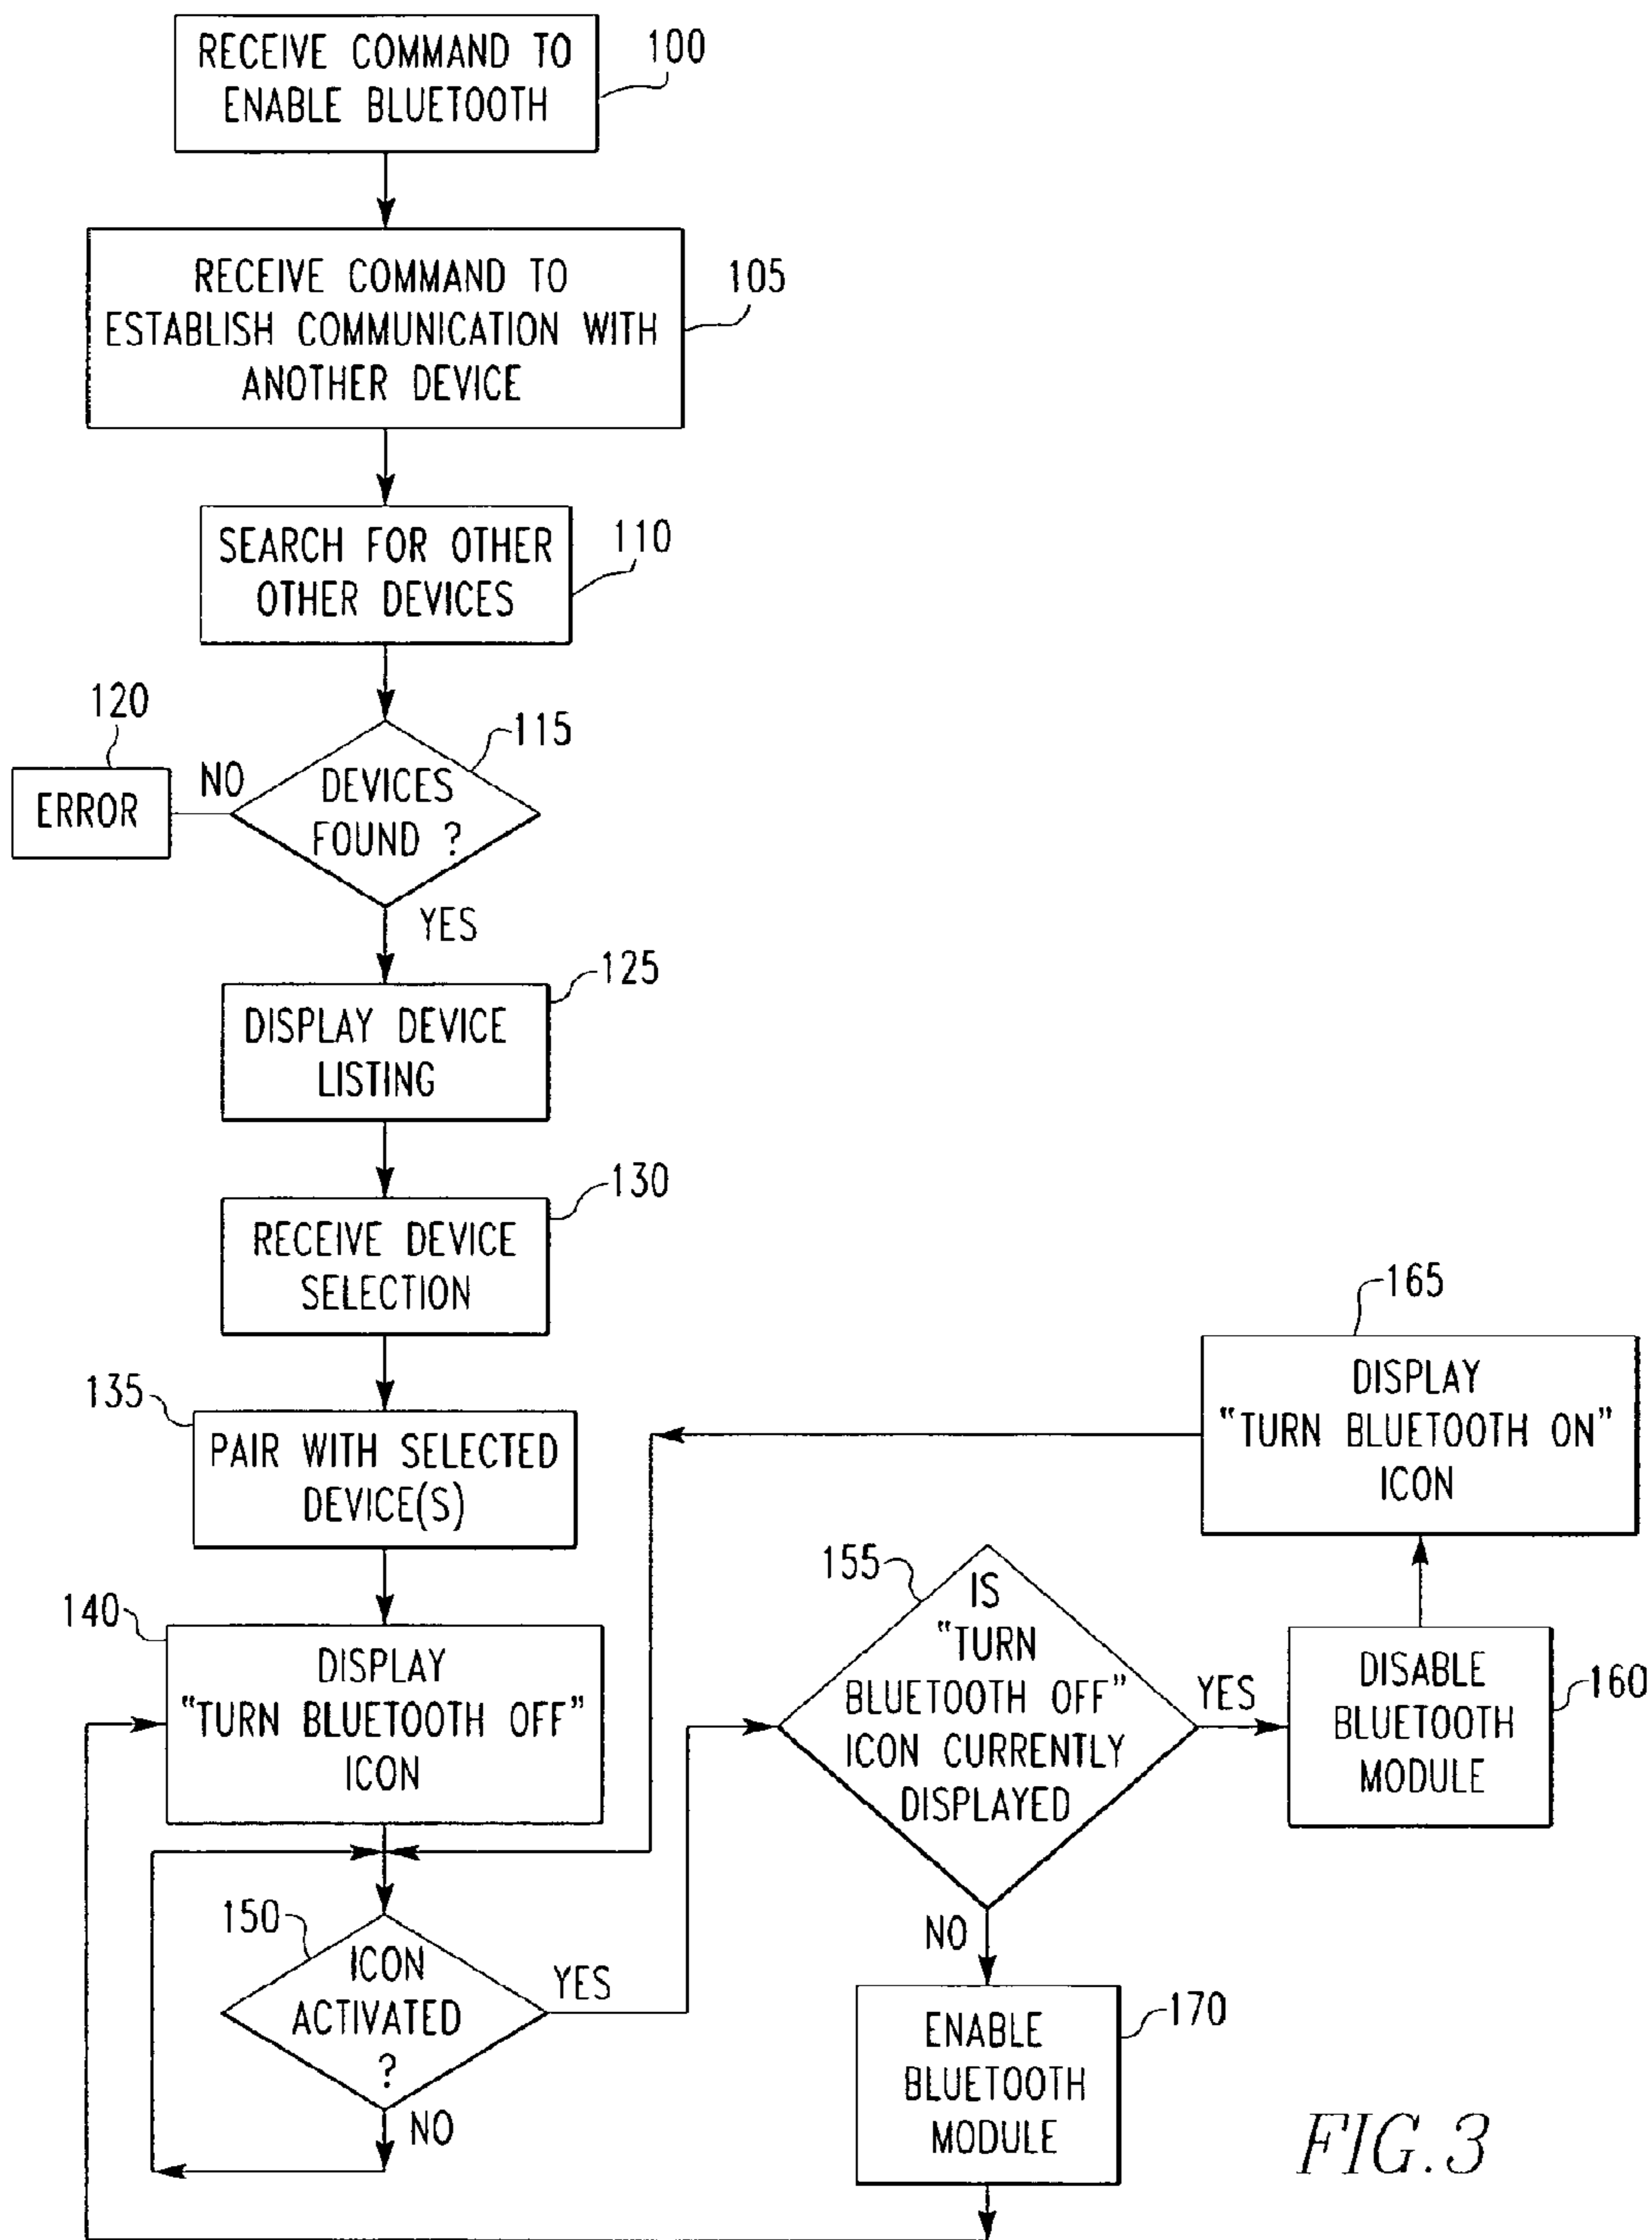 RECEIVE COMMAND TO
ENABLE BLUETOOTH
100
RECEIVE COMMAND TO
ESTABLISH COMMUNICATION WITH
ANOTHER DEVICE
105
SEARCH FOR OTHER
OTHER DEVICES
110
120
ERROR
NO
DEVICES
FOUND ?
115
YES
DISPLAY DEVICE
LISTING
125
RECEIVE DEVICE
SELECTION
130
135
PAIR WITH SELECTED
DEVICE(S)
140
DISPLAY
"TURN BLUETOOTH OFF"
ICON
150
ICON
ACTIVATED
?
YES
NO
155
IS
"TURN
BLUETOOTH OFF"
ICON CURRENTLY
DISPLAYED
YES
NO
DISABLE
BLUETOOTH
MODULE
160
165
DISPLAY
"TURN BLUETOOTH ON"
ICON
ENABLE
BLUETOOTH
MODULE
170
FIG.3